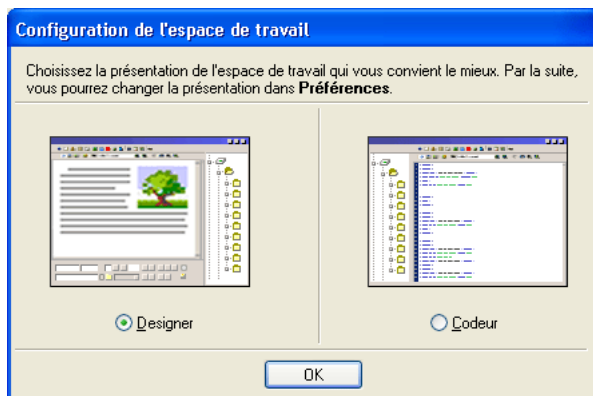 Configuration de l'espace de travail
Choisissez la présentation de l'espace de travail qui vous convient le mieux. Par la suite,
vous pourrez changer la présentation dans Préférences.
Designer
Codeur
OK